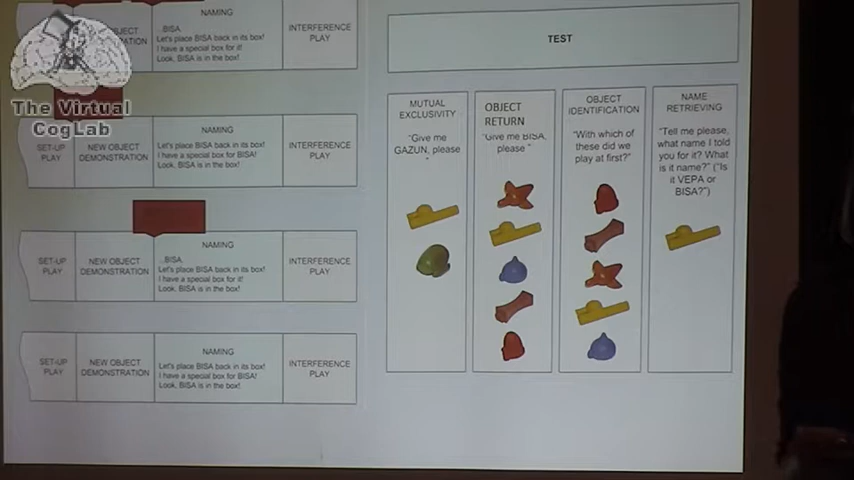 The Virtual
CogLab
NAMING
...BISA
Let's place BISA back in its box!
I have a special box for it!
Look, BISA is in the box!
INTERFERENCE
PLAY
SET-UP
PLAY
NEW OBJECT
DEMONSTRATION
NAMING
Let's place BISA back in its box!
I have a special box for BISA!
Look, BISA is in the box!
INTERFERENCE
PLAY
SET-UP
PLAY
NEW OBJECT
DEMONSTRATION
NAMING
...BISA.
Let's place BISA back in its box!
I have a special box for it!
Look, BISA is in the box!
INTERFERENCE
PLAY
SET-UP
PLAY
NEW OBJECT
DEMONSTRATION
NAMING
Let's place BISA back in its box!
I have a special box for BISA!
Look, BISA is in the box!
INTERFERENCE
PLAY
TEST
MUTUAL
EXCLUSIVITY
"Give me
GAZUN, please
"
OBJECT
RETURN
"Give me BISA,
please "
OBJECT
IDENTIFICATION
"With which of
these did we
play at first?"
NAME
RETRIEVING
"Tell me please,
what name I told
you for it? What
is it name?" ("Is
it VEPA or
BISA?")